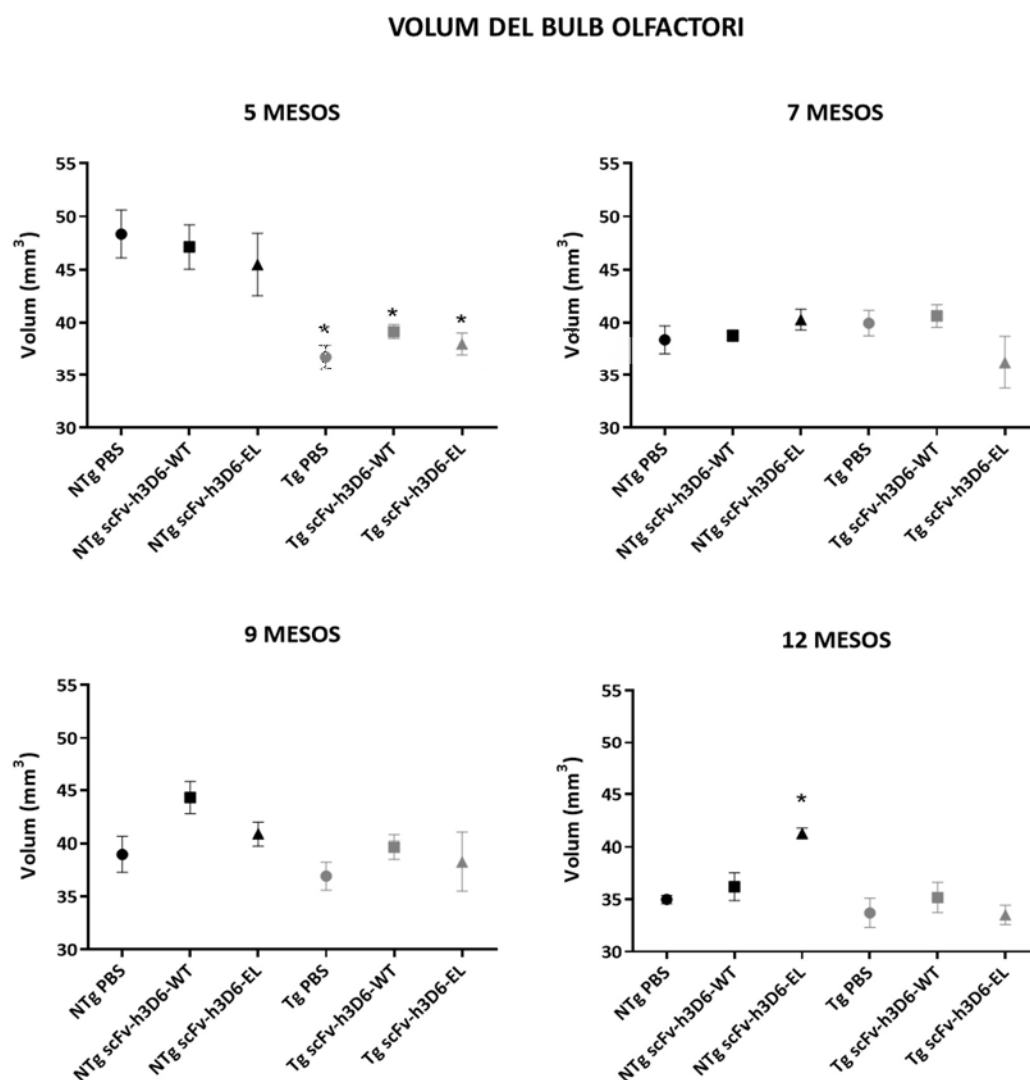 VOLUM DEL BULB OLFACTORI
5 MESOS
Volum (mm³)
55
50
45
40
35
30
*
*
*
NTg PBS
NTg scFv-h3D6-WT
NTg scFv-h3D6-EL
Tg PBS
Tg scFv-h3D6-WT
Tg scFv-h3D6-EL
7 MESOS
Volum (mm³)
55
50
45
40
35
30
NTg PBS
NTg scFv-h3D6-WT
NTg scFv-h3D6-EL
Tg PBS
Tg scFv-h3D6-WT
Tg scFv-h3D6-EL
9 MESOS
Volum (mm³)
55
50
45
40
35
30
NTg PBS
NTg scFv-h3D6-WT
NTg scFv-h3D6-EL
Tg PBS
Tg scFv-h3D6-WT
Tg scFv-h3D6-EL
12 MESOS
Volum (mm³)
55
50
45
40
35
30
*
NTg PBS
NTg scFv-h3D6-WT
NTg scFv-h3D6-EL
Tg PBS
Tg scFv-h3D6-WT
Tg scFv-h3D6-EL